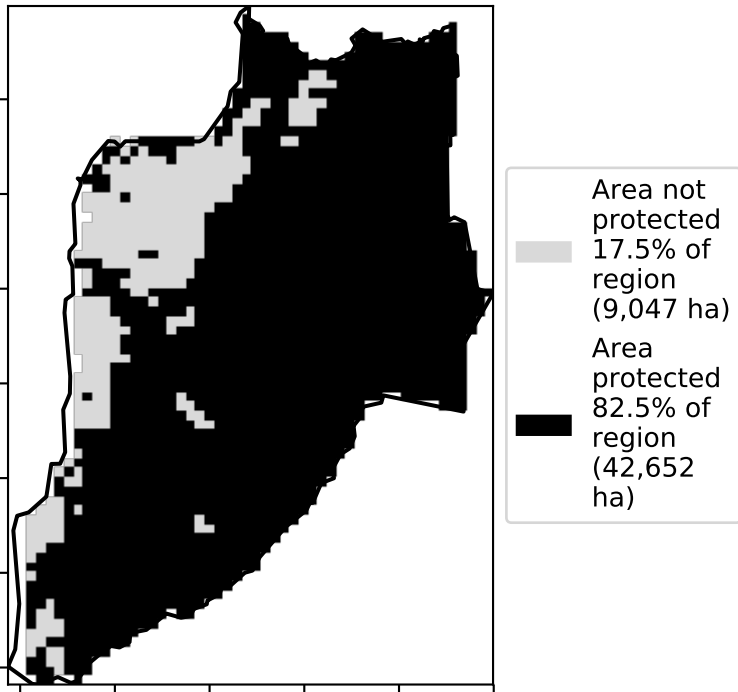 Area not
protected
17.5% of
region
(9,047 ha)
Area
protected
82.5% of
region
(42,652
ha)